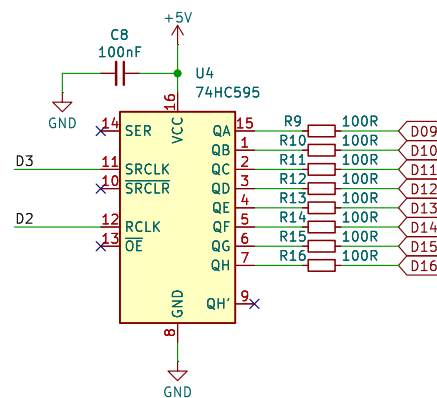 +5V
C8
100nF
GND
U4
74HC595
16
VCC
14 SER QA 15 R9 100R D09
QB 1 R10 100R D10
D3 11 SRCLK QC 2 R11 100R D11
10 SRCLR QD 3 R12 100R D12
QE 4 R13 100R D13
D2 12 RCLK QF 5 R14 100R D14
13 OE QG 6 R15 100R D15
QH 7 R16 100R D16
GND QH' 9
8
GND